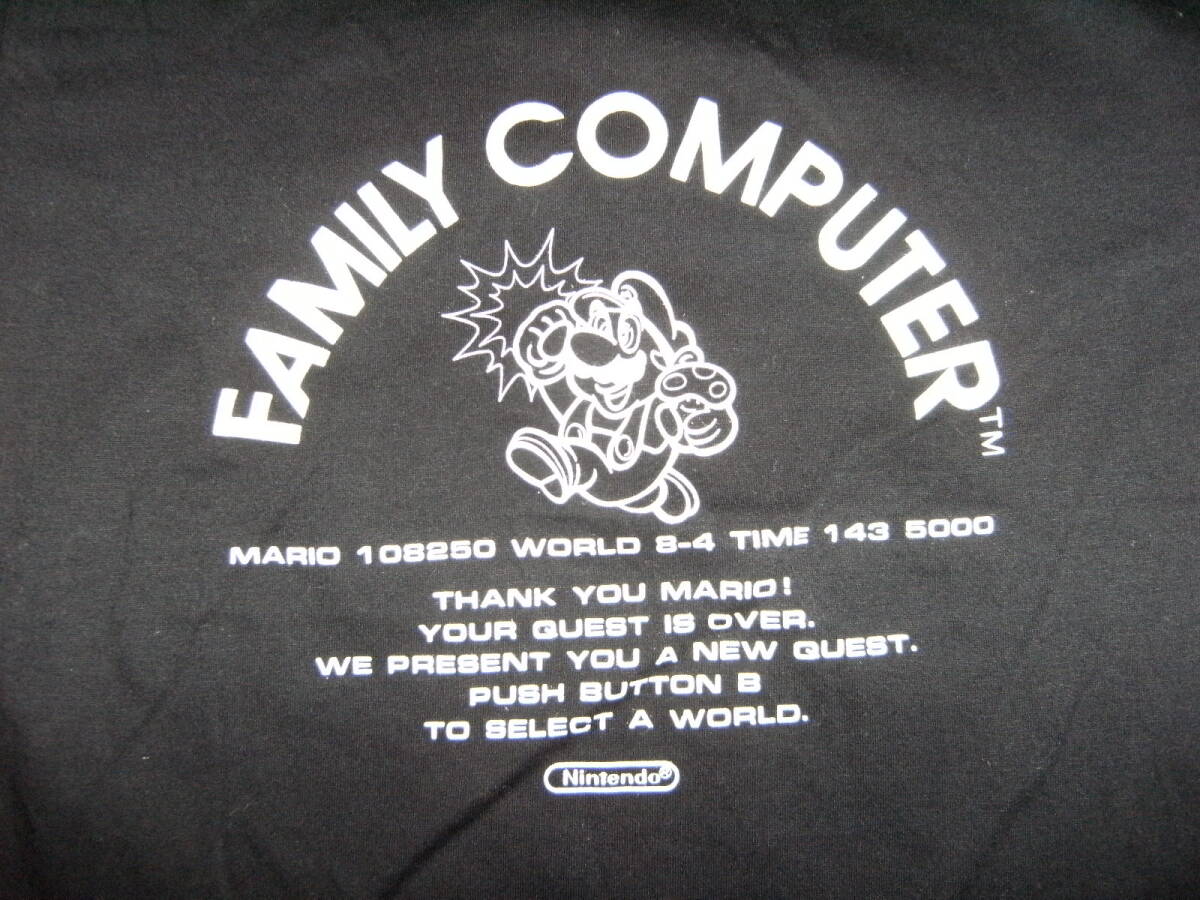 FAMILY COMPUTER™
MARIO 108250 WORLD 8-4 TIME 143 5000
THANK YOU MARIO!
YOUR QUEST IS OVER.
WE PRESENT YOU A NEW QUEST.
PUSH BUTTON B
TO SELECT A WORLD.
Nintendo®